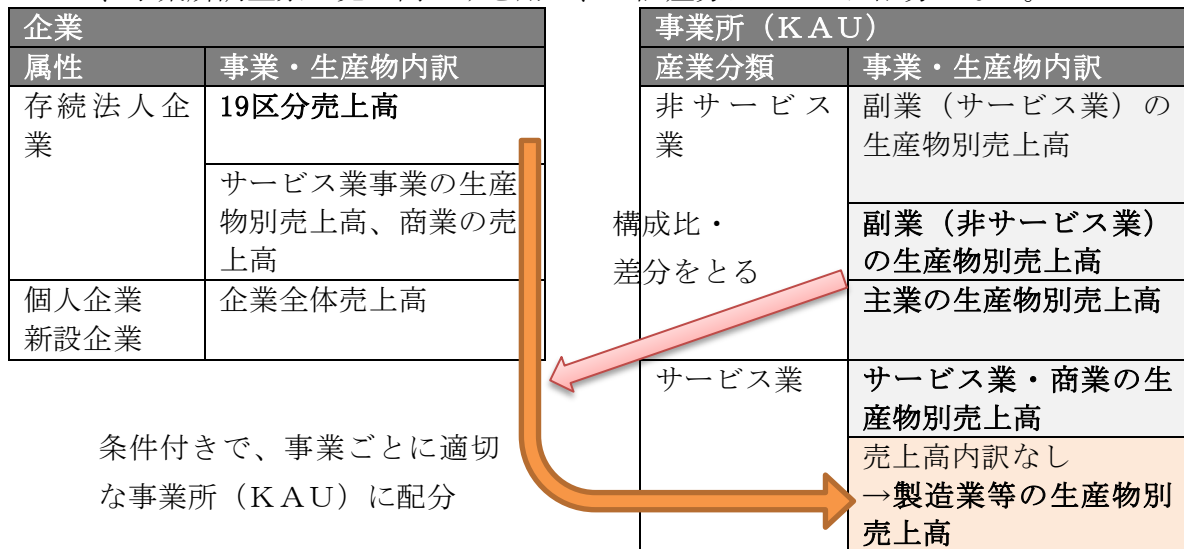 企業
属性 事業・生産物内訳
存続法人企
業
19区分売上高
サービス業事業の生産
物別売上高、商業の売
上高
個人企業
新設企業
企業全体売上高
構成比・
差分をとる
条件付きで、事業ごとに適切
な事業所（ＫＡＵ）に配分
事業所（ＫＡＵ）
産業分類 事業・生産物内訳
非サービス
業
副業（サービス業）の
生産物別売上高
副業（非サービス業）
の生産物別売上高
主業の生産物別売上高
サービス業
サービス業・商業の生
産物別売上高
売上高内訳なし
→製造業等の生産物別
売上高